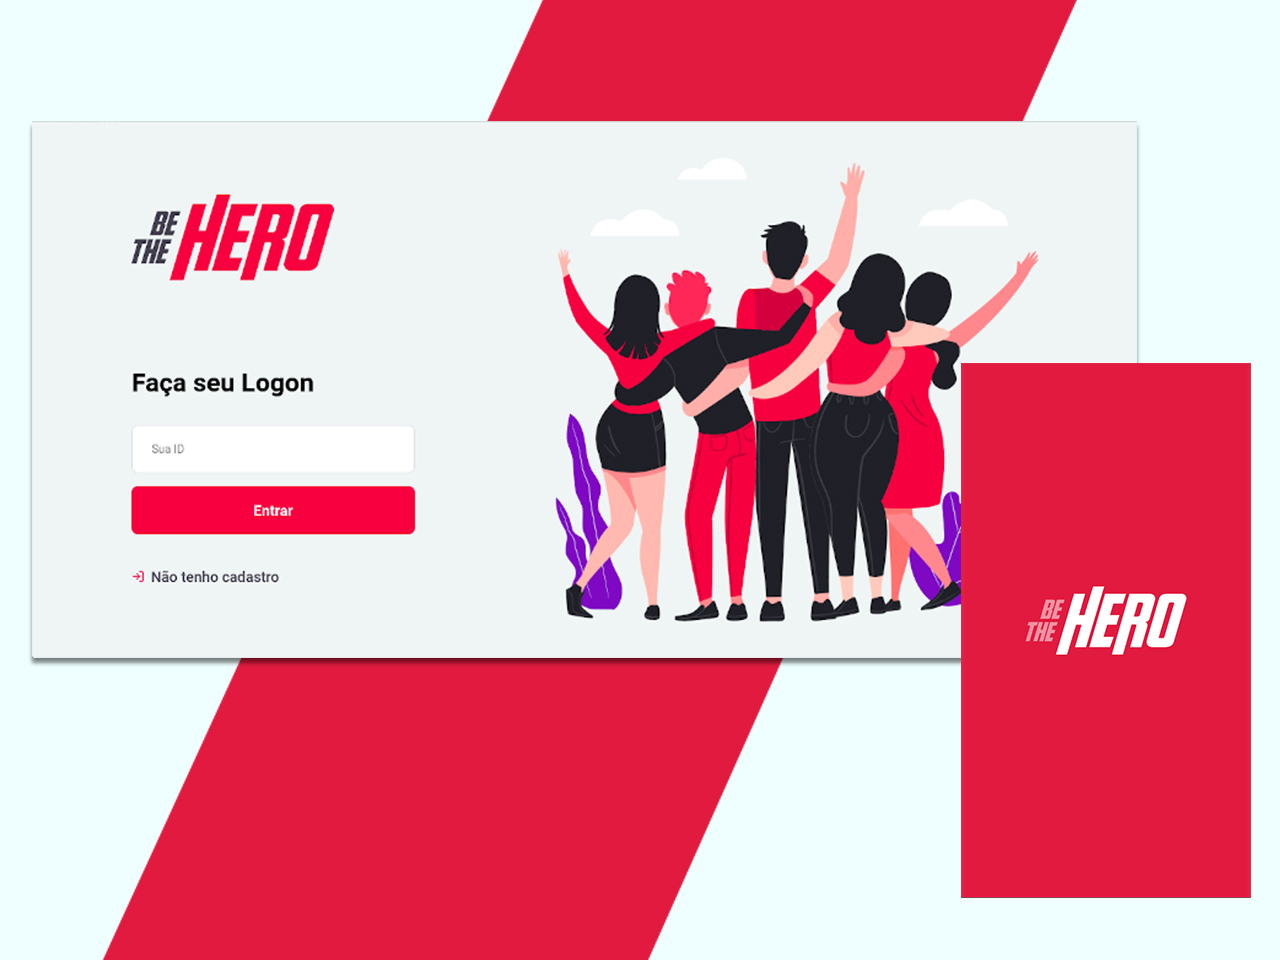 BE
THE HERO
Faça seu Logon
Sua ID
Entrar
Não tenho cadastro
BE
THE HERO